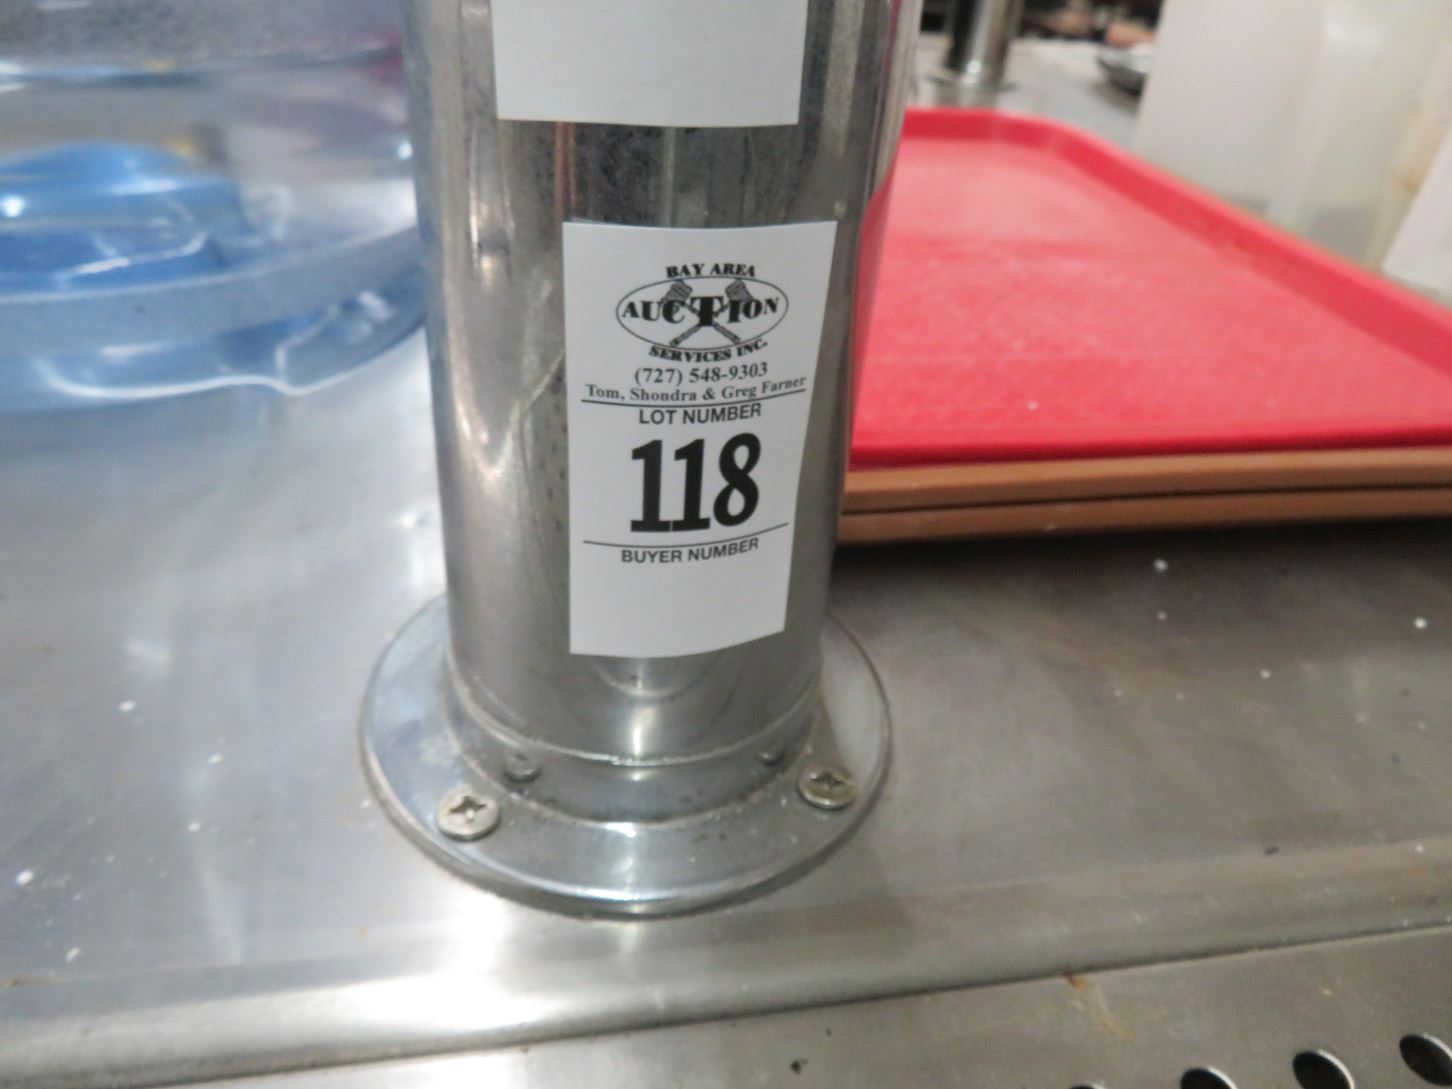 BAY AREA
AUCTION
SERVICES INC.
(727) 548-9303
Tom, Shondra & Greg Farner
LOT NUMBER
118
BUYER NUMBER